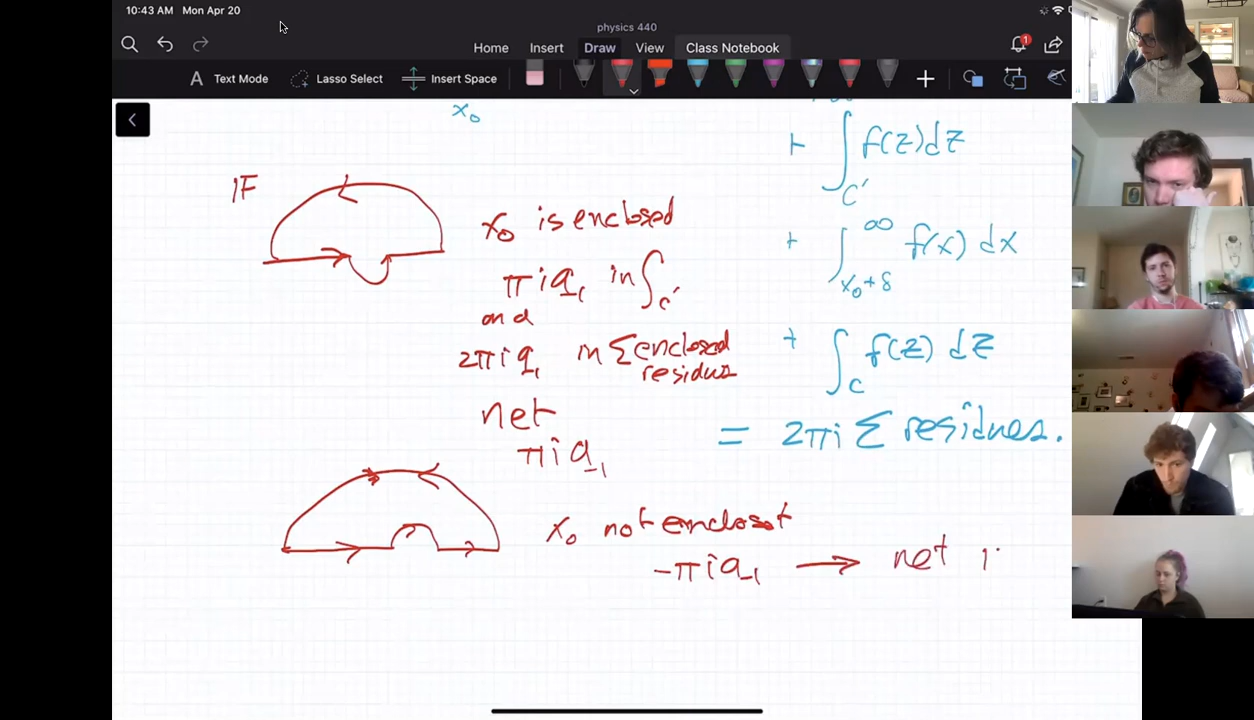 10:43 AM Mon Apr 20
physics 440
Home Insert Draw View Class Notebook
1
A Text Mode Lasso Select Insert Space
x₀
+ ∫_C' f(z)dz
IF
x₀ is enclosed
πia₋₁ in ∫_c'
+ ∫_{x₀+δ}^∞ f(x) dx
and
2πia₋₁ in Σ enclosed
residues
+ ∫_C f(z) dz
net
πia₋₁
= 2πi Σ residues.
x₀ not enclosed
-πia₋₁ → net